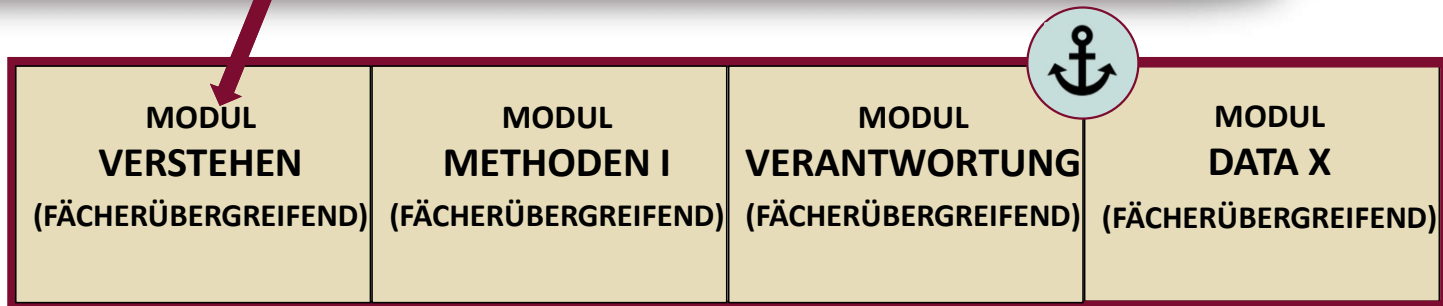 MODUL
VERSTEHEN
(FÄCHERÜBERGREIFEND)
MODUL
METHODEN I
(FÄCHERÜBERGREIFEND)
MODUL
VERANTWORTUNG
(FÄCHERÜBERGREIFEND)
MODUL
DATA X
(FÄCHERÜBERGREIFEND)